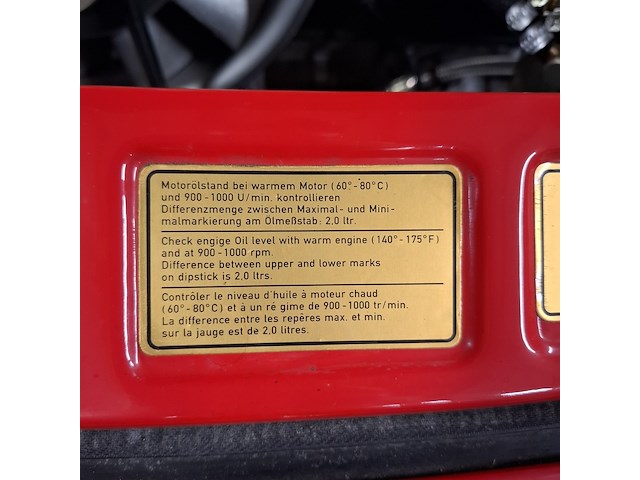 Motorölstand bei warmem Motor (60°-80°C)
und 900-1000 U/min. kontrollieren
Differenzmenge zwischen Maximal- und Mini-
malmarkierung am Ölmeßstab: 2,0 ltr.
Check engige Oil level with warm engine (140°-175°F)
and at 900-1000 rpm.
Difference between upper and lower marks
on dipstick is 2,0 ltrs.
Contrôler le niveau d'huile à moteur chaud
(60°-80°C) et à un ré gime de 900-1000 tr/min.
La difference entre les repêres max. et min.
sur la jauge est de 2,0 litres.